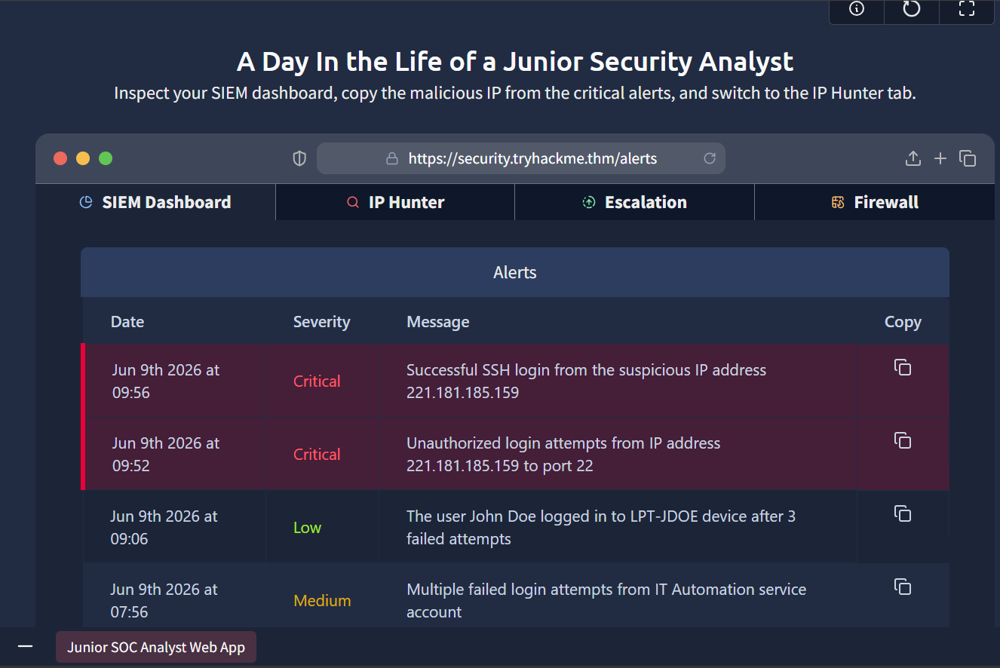 A Day In the Life of a Junior Security Analyst
Inspect your SIEM dashboard, copy the malicious IP from the critical alerts, and switch to the IP Hunter tab.
https://security.tryhackme.thm/alerts
SIEM Dashboard
IP Hunter
Escalation
Firewall
Alerts
Date
Severity
Message
Copy
Jun 9th 2026 at
09:56
Critical
Successful SSH login from the suspicious IP address
221.181.185.159
Jun 9th 2026 at
09:52
Critical
Unauthorized login attempts from IP address
221.181.185.159 to port 22
Jun 9th 2026 at
09:06
Low
The user John Doe logged in to LPT-JDOE device after 3
failed attempts
Jun 9th 2026 at
07:56
Medium
Multiple failed login attempts from IT Automation service
account
Junior SOC Analyst Web App